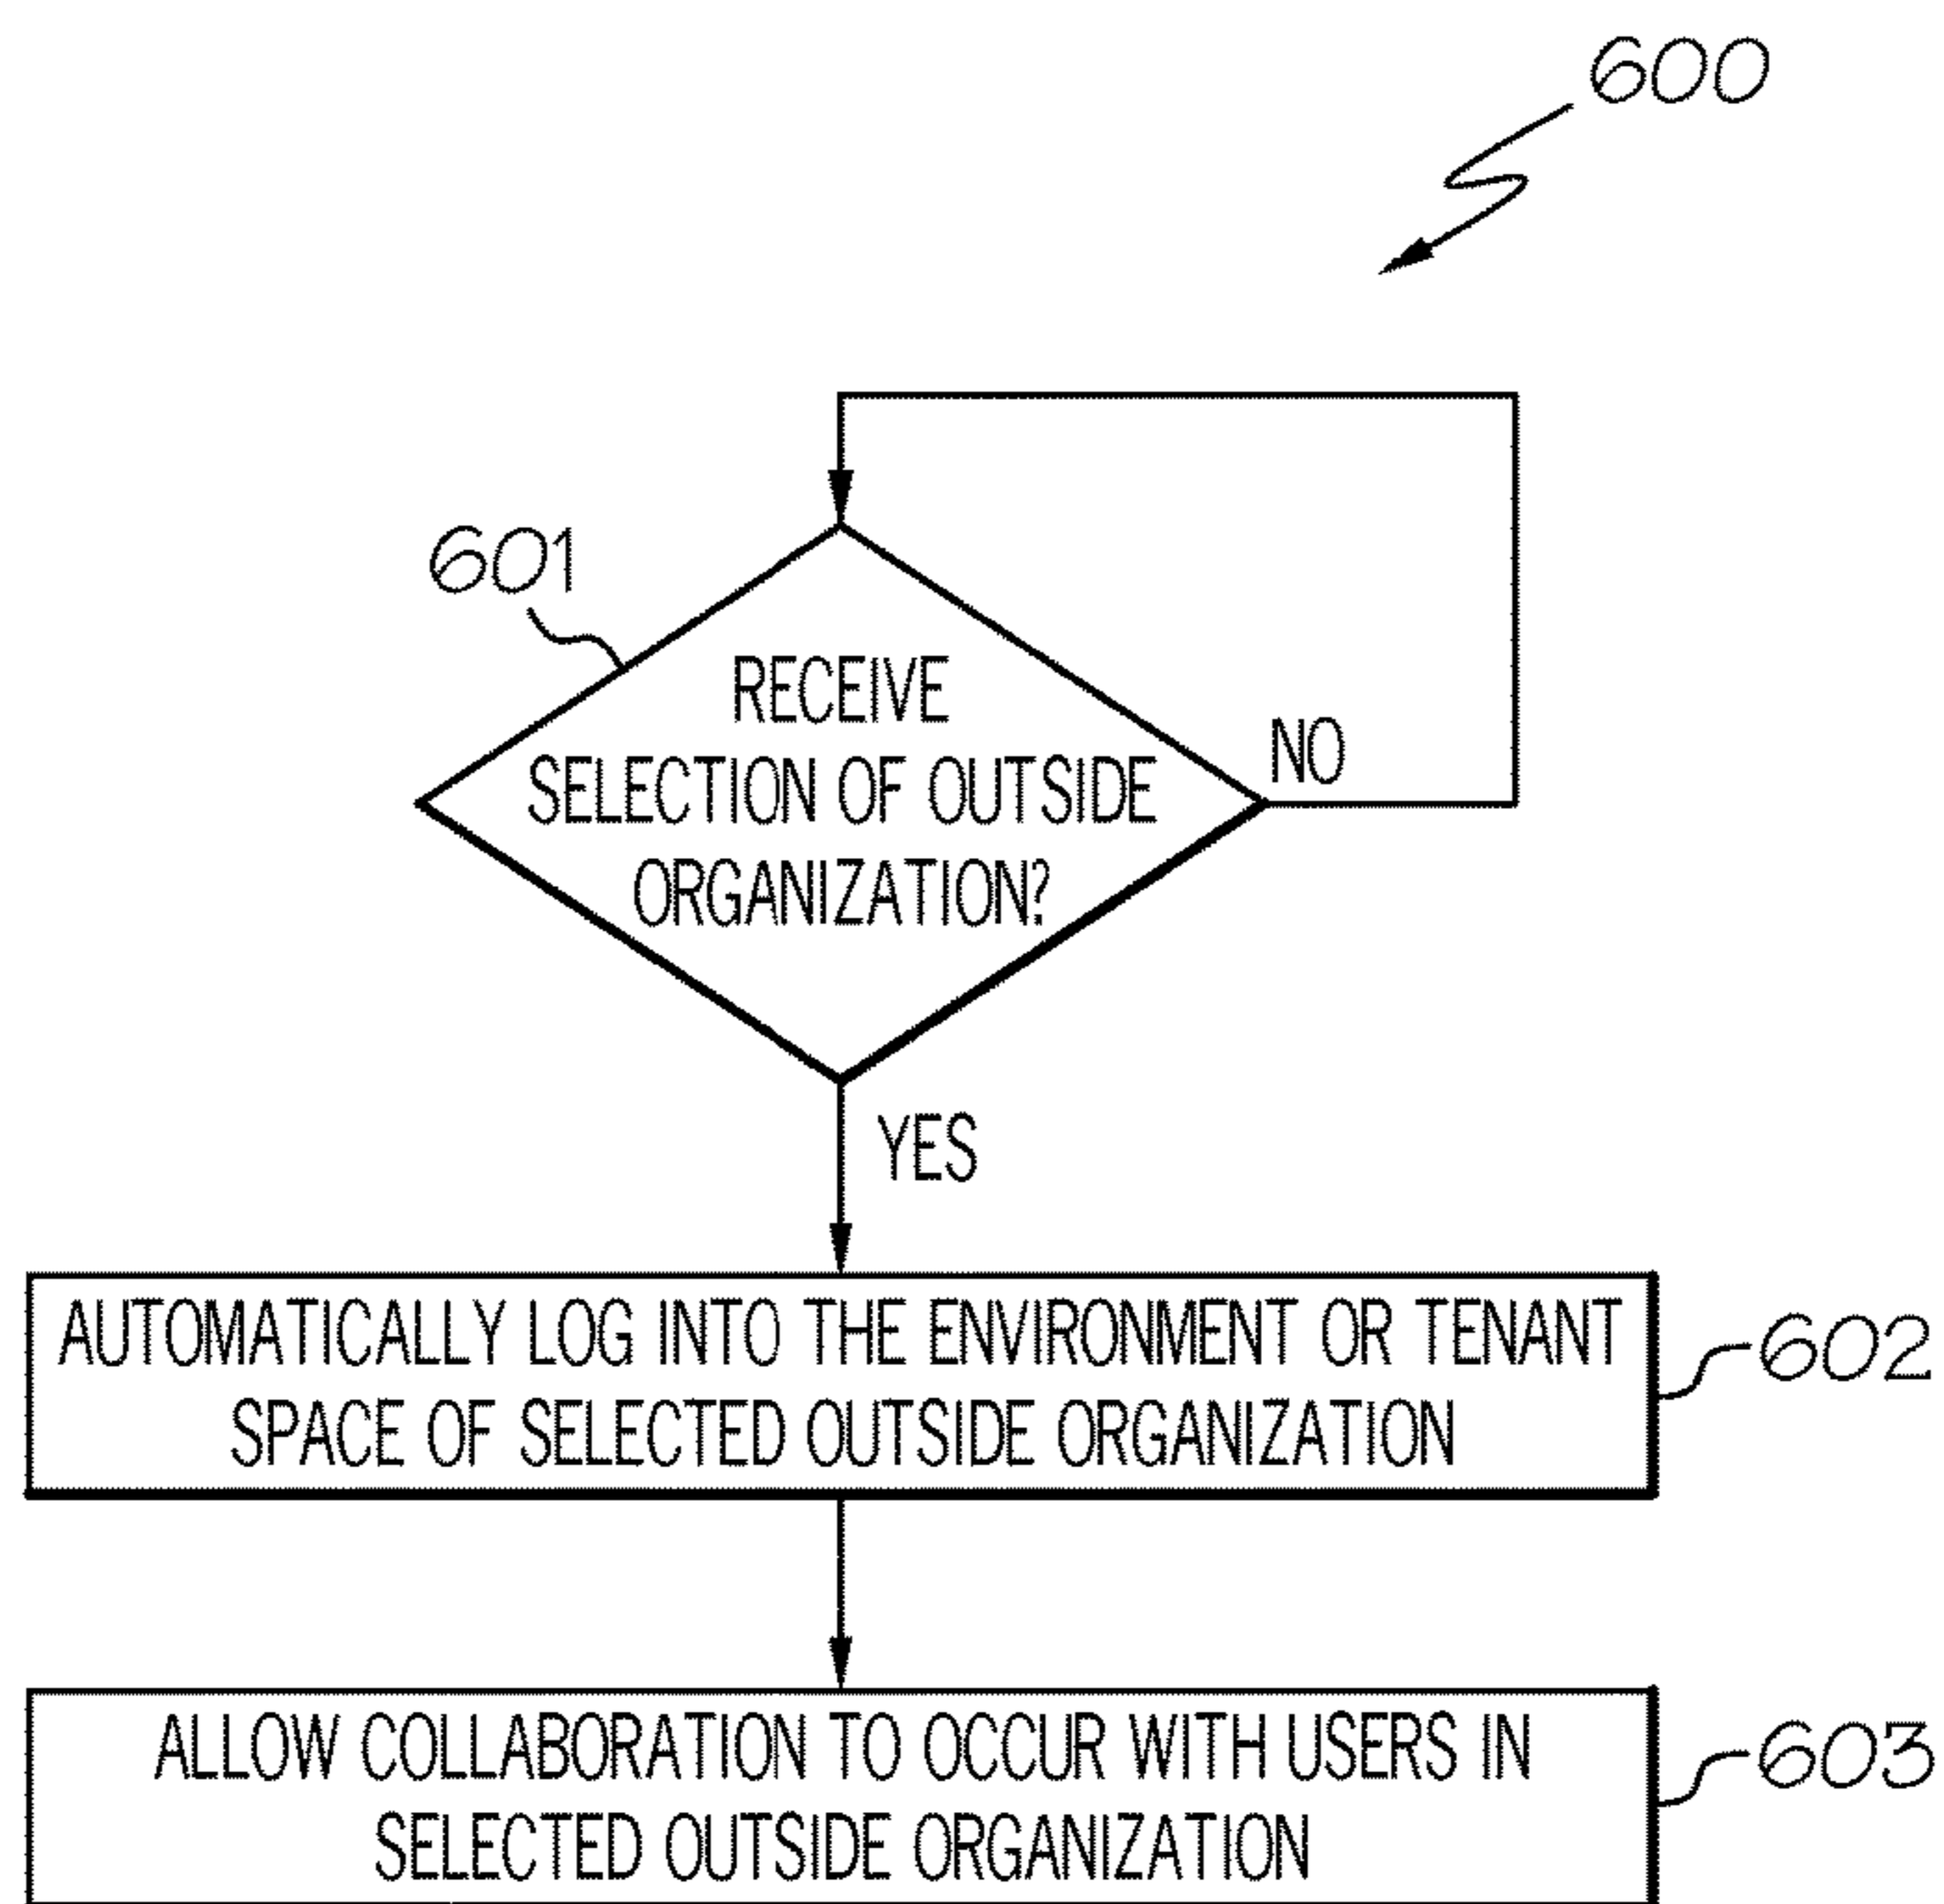 600
601
RECEIVE
SELECTION OF OUTSIDE
ORGANIZATION?
NO
YES
AUTOMATICALLY LOG INTO THE ENVIRONMENT OR TENANT
SPACE OF SELECTED OUTSIDE ORGANIZATION
602
ALLOW COLLABORATION TO OCCUR WITH USERS IN
SELECTED OUTSIDE ORGANIZATION
603